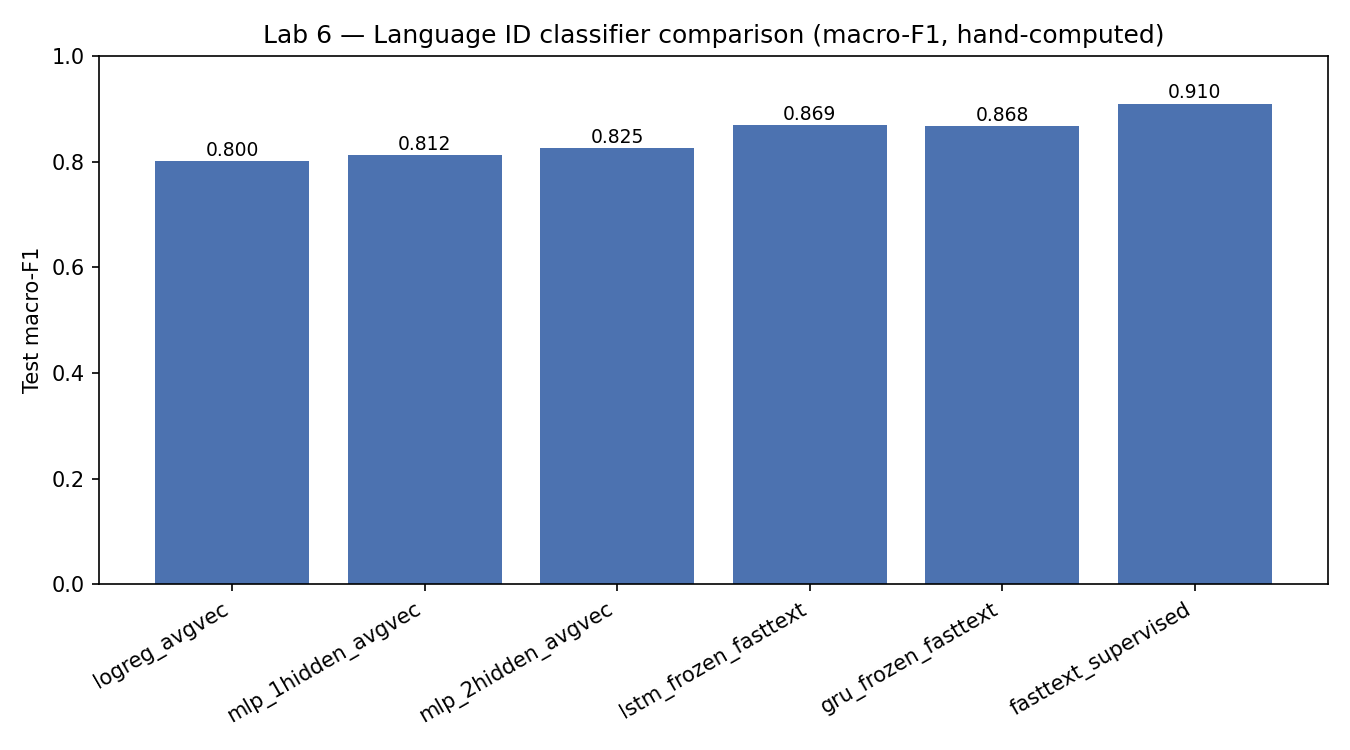 Lab 6 — Language ID classifier comparison (macro-F1, hand-computed)
Test macro-F1
1.0
0.8
0.6
0.4
0.2
0.0
0.800
0.812
0.825
0.869
0.868
0.910
logreg_avgvec
mlp_1hidden_avgvec
mlp_2hidden_avgvec
lstm_frozen_fasttext
gru_frozen_fasttext
fasttext_supervised